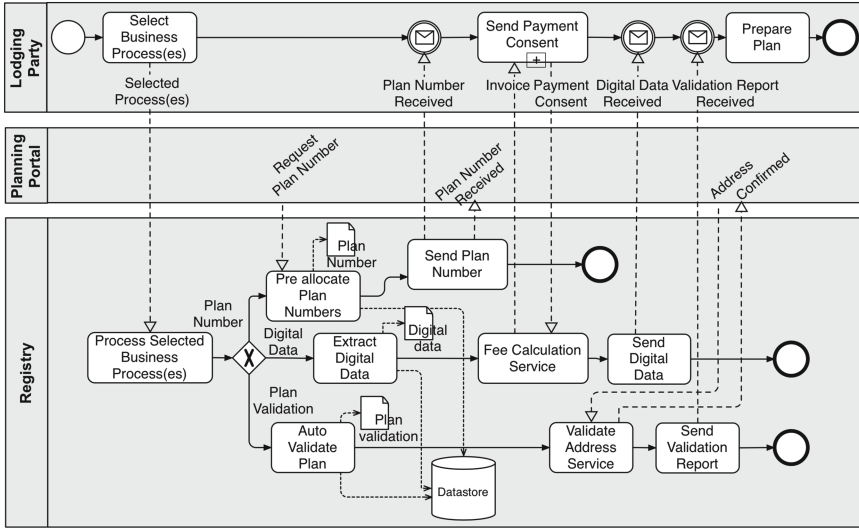 Lodging
Party
Select
Business
Process(es)
Send Payment
Consent
+
Prepare
Plan
Selected
Process(es)
Plan Number
Received
Invoice
Payment
Consent
Digital Data
Received
Validation Report
Received
Planning
Portal
Request
Plan Number
Plan Number
Received
Address
Confirmed
Registry
Plan
Number
Send Plan
Number
Pre allocate
Plan
Numbers
Plan
Number
Process Selected
Business
Process(es)
X
Digital
Data
Extract
Digital
Data
Digital
data
Fee Calculation
Service
Send
Digital
Data
Plan
Validation
Plan
validation
Auto
Validate
Plan
Validate
Address
Service
Send
Validation
Report
Datastore